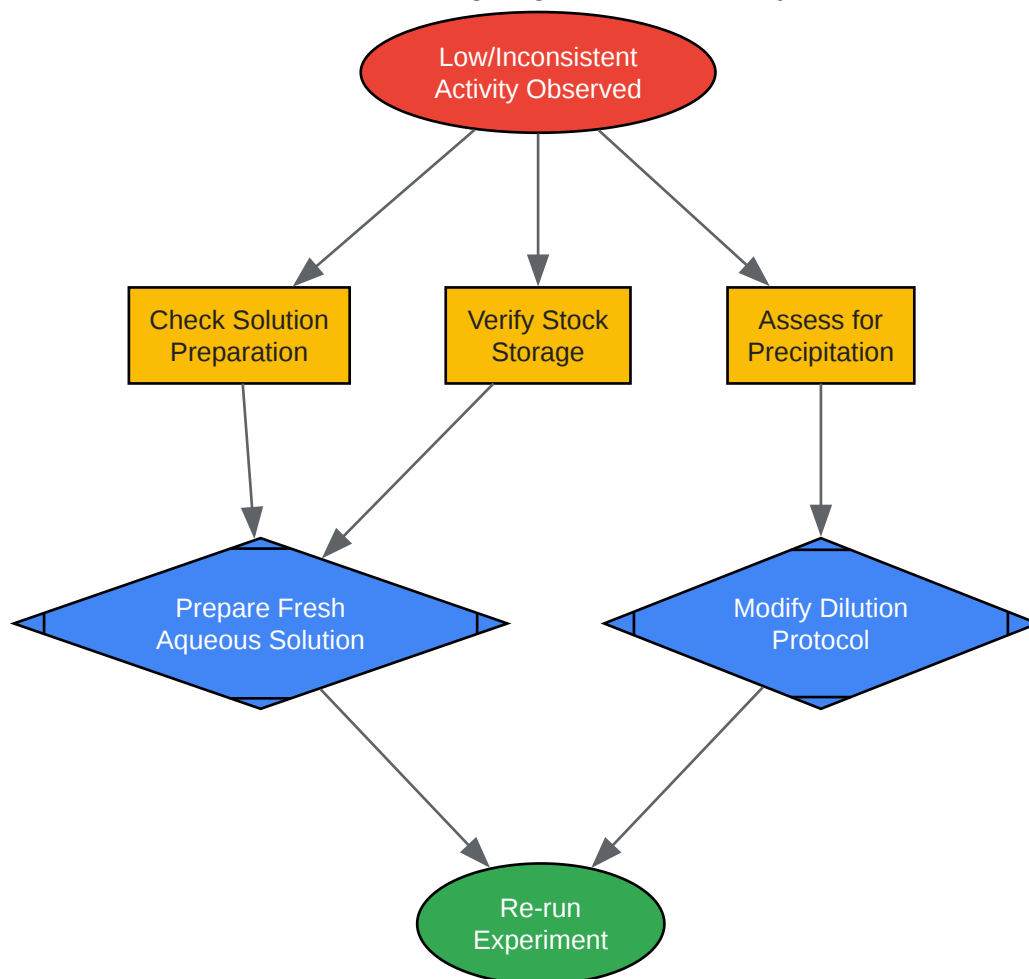 Low/Inconsistent
Activity Observed
Check Solution
Preparation
Verify Stock
Storage
Assess for
Precipitation
Prepare Fresh
Aqueous Solution
Modify Dilution
Protocol
Re-run
Experiment